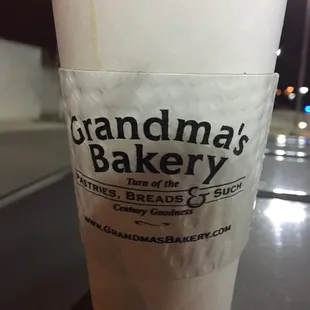 Grandma's
Bakery
Turn of the
Pastries, Breads & Such
Century Goodness
www.GrandmasBakery.com